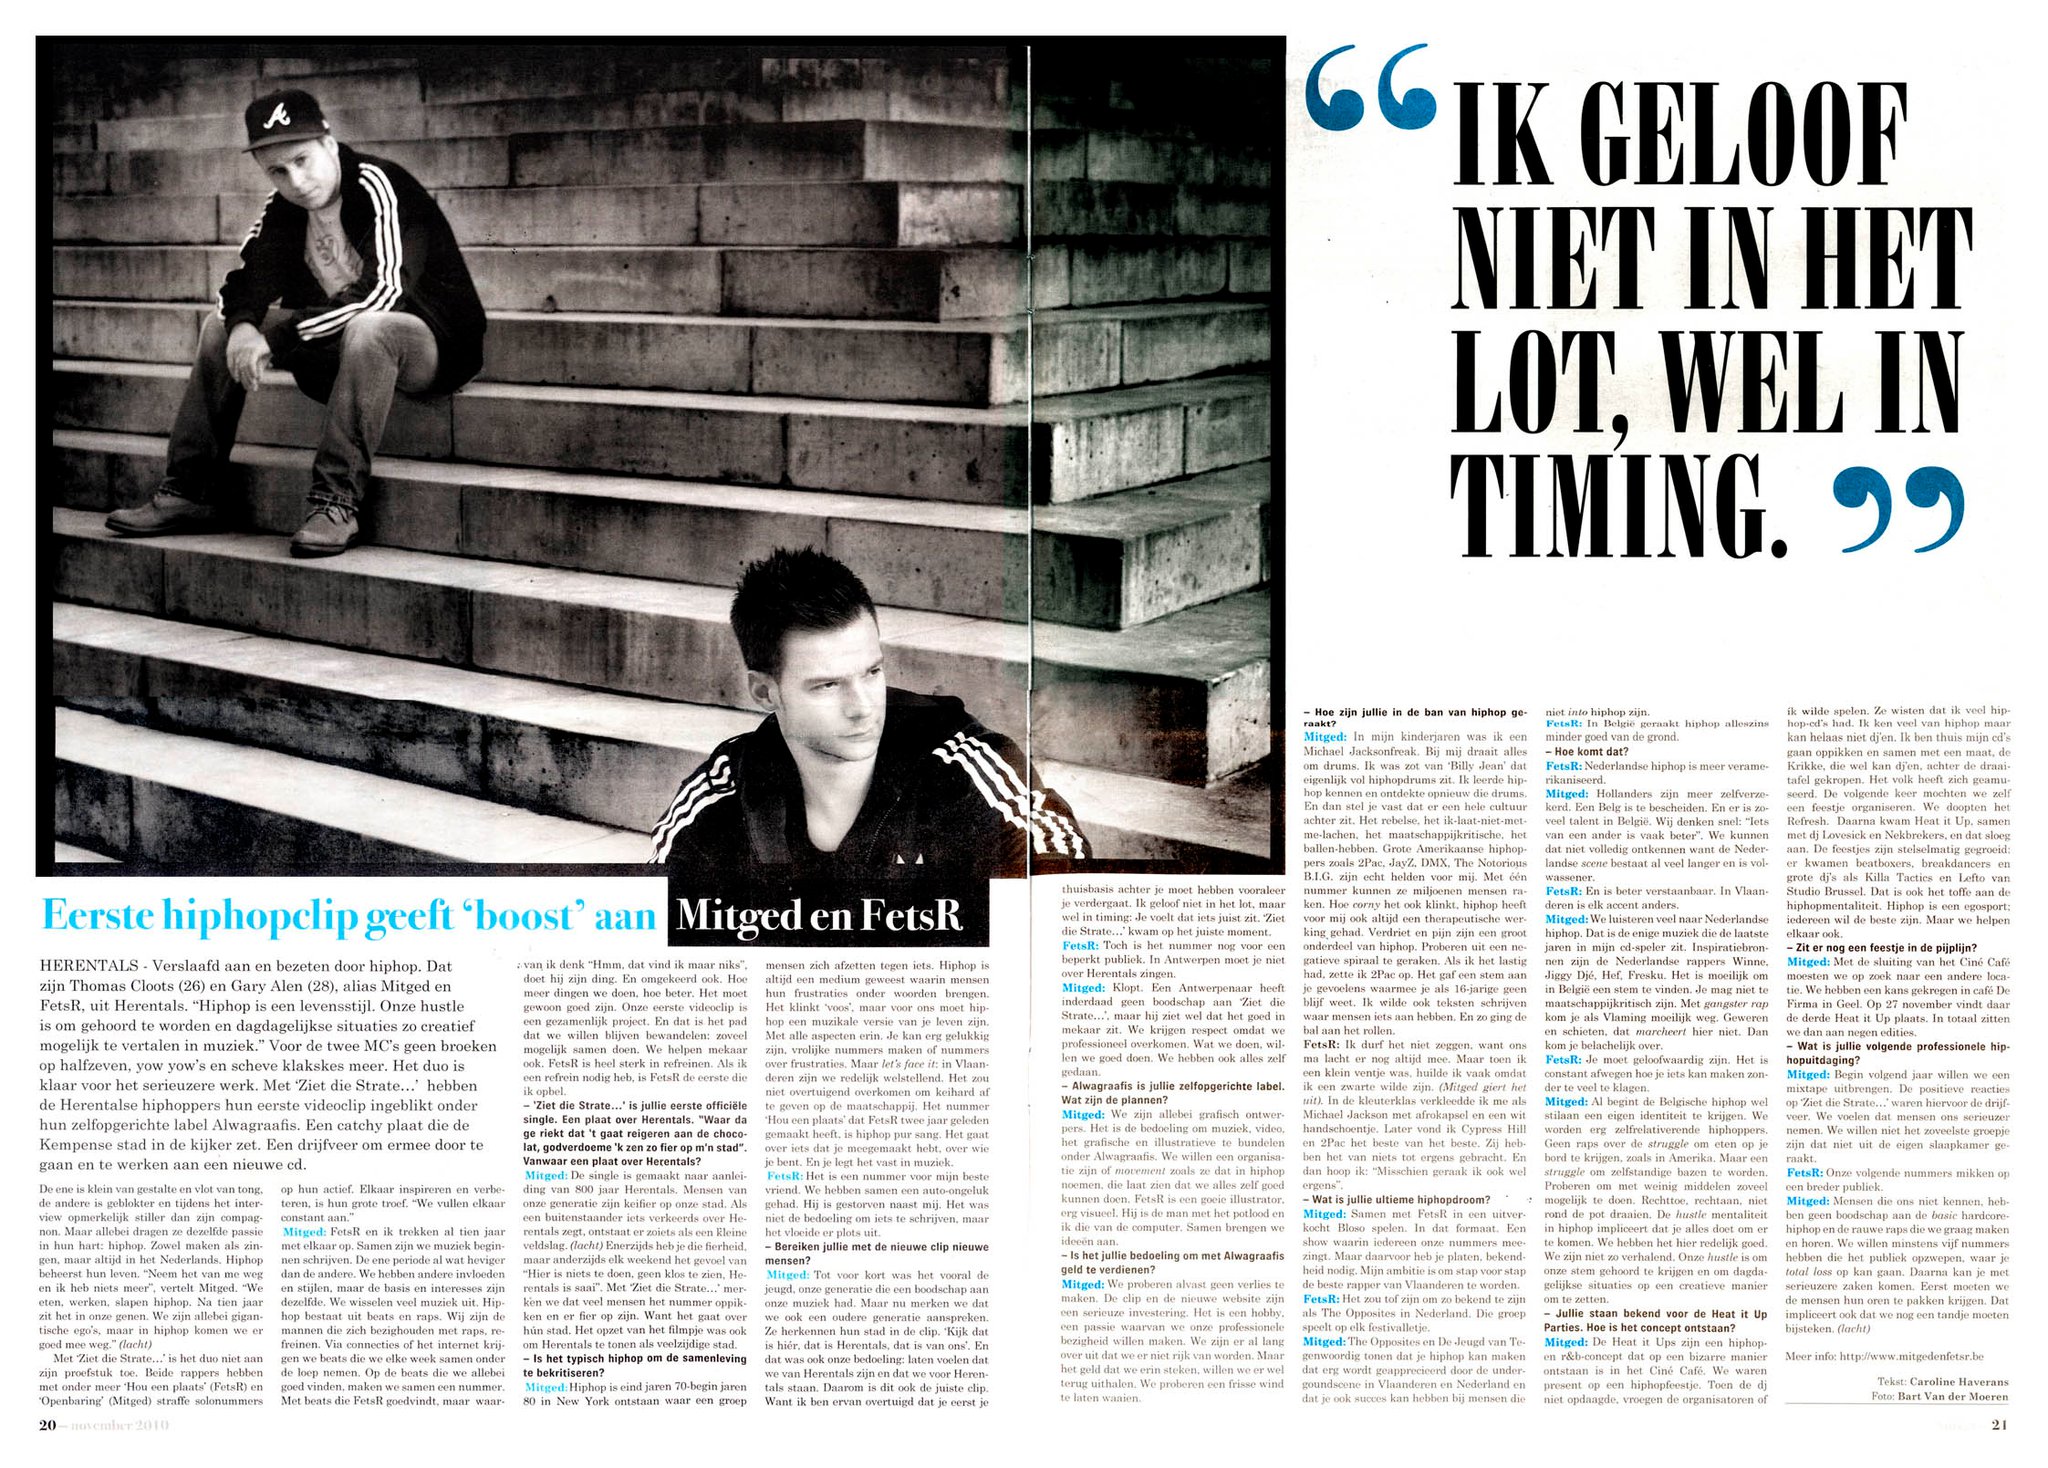 “IK GELOOF
NIET IN HET
LOT, WEL IN
TIMING.”
Eerste hiphopclip geeft ‘boost’ aan Mitged en FetsR
HERENTALS - Verslaafd aan en bezeten door hiphop. Dat
zijn Thomas Cloots (26) en Gary Alen (28), alias Mitged en
FetsR, uit Herentals. “Hiphop is een levensstijl. Onze hustle
is om gehoord te worden en dagdagelijkse situaties zo creatief
mogelijk te vertalen in muziek.” Voor de twee MC's geen broeken
op halfzeven, yow yow's en scheve klakskes meer. Het duo is
klaar voor het serieuzere werk. Met ‘Ziet die Strate...’ hebben
de Herentalse hiphoppers hun eerste videoclip ingeblikt onder
hun zelfopgerichte label Alwagraafis. Een catchy plaat die de
Kempense stad in de kijker zet. Een drijfveer om ermee door te
gaan en te werken aan een nieuwe cd.
De ene is klein van gestalte en vlot van tong,
de andere is geblokter en tijdens het inter-
view opmerkelijk stiller dan zijn compag-
non. Maar allebei dragen ze dezelfde passie
in hun hart: hiphop. Zowel maken als zin-
gen, maar altijd in het Nederlands. Hiphop
beheerst hun leven. “Neem het van me weg
en ik heb niets meer”, vertelt Mitged. “We
eten, werken, slapen hiphop. Na tien jaar
zit het in onze genen. We zijn allebei gigan-
tische ego's, maar in hiphop komen we er
goed mee weg.” (lacht)
Met ‘Ziet die Strate...’ is het duo niet aan
zijn proefstuk toe. Beide rappers hebben
met onder meer ‘Hou een plaats’ (FetsR) en
‘Openbaring’ (Mitged) straffe solonummers
op hun actief. Elkaar inspireren en verbe-
teren, is hun grote troef. “We vullen elkaar
constant aan.”
Mitged: FetsR en ik trekken al tien jaar
met elkaar op. Samen zijn we muziek begin-
nen schrijven. De ene periode al wat heviger
dan de andere. We hebben andere invloeden
en stijlen, maar de basis en interesses zijn
dezelfde. We wisselen veel muziek uit. Hip-
hop bestaat uit beats en raps. Wij zijn de
mannen die zich bezighouden met raps, re-
freinen. Via connecties of het internet krij-
gen we beats die we elke week samen onder
de loep nemen. Op de beats die we allebei
goed vinden, maken we samen een nummer.
Met beats die FetsR goedvindt, maar waar-
van ik denk “Hmm, dat vind ik maar niks”,
doet hij zijn ding. En omgekeerd ook. Hoe
meer dingen we doen, hoe beter. Het moet
gewoon goed zijn. Onze eerste videoclip is
een gezamenlijk project. En dat is het pad
dat we willen blijven bewandelen: zoveel
mogelijk samen doen. We helpen mekaar
ook. FetsR is heel sterk in refreinen. Als ik
een refrein nodig heb, is FetsR de eerste die
ik opbel.
– 'Ziet die Strate...' is jullie eerste officiële
single. Een plaat over Herentals. "Waar da
ge riekt dat 't gaat reigeren aan de choco-
lat, godverdoeme 'k zen zo fier op m'n stad".
Vanwaar een plaat over Herentals?
Mitged: De single is gemaakt naar aanlei-
ding van 800 jaar Herentals. Mensen van
onze generatie zijn keifier op onze stad. Als
een buitenstaander iets verkeerds over He-
rentals zegt, ontstaat er zoiets als een kleine
veldslag. (lacht) Enerzijds heb je die fierheid,
maar anderzijds elk weekend het gevoel van
“Hier is niets te doen, geen klos te zien, He-
rentals is saai”. Met ‘Ziet die Strate...’ mer-
ken we dat veel mensen het nummer oppik-
ken en er fier op zijn. Want het gaat over
hún stad. Het opzet van het filmpje was ook
om Herentals te tonen als veelzijdige stad.
– Is het typisch hiphop om de samenleving
te bekritiseren?
Mitged: Hiphop is eind jaren 70-begin jaren
80 in New York ontstaan waar een groep
mensen zich afzetten tegen iets. Hiphop is
altijd een medium geweest waarin mensen
hun frustraties onder woorden brengen.
Het klinkt ‘voos’, maar voor ons moet hip-
hop een muzikale versie van je leven zijn.
Met alle aspecten erin. Je kan erg gelukkig
zijn, vrolijke nummers maken of nummers
over frustraties. Maar let's face it: in Vlaan-
deren zijn we redelijk welstellend. Het zou
niet overtuigend overkomen om keihard af
te geven op de maatschappij. Het nummer
‘Hou een plaats’ dat FetsR twee jaar geleden
gemaakt heeft, is hiphop pur sang. Het gaat
over iets dat je meegemaakt hebt, over wie
je bent. En je legt het vast in muziek.
FetsR: Het is een nummer voor mijn beste
vriend. We hebben samen een auto-ongeluk
gehad. Hij is gestorven naast mij. Het was
niet de bedoeling om iets te schrijven, maar
het vloeide er plots uit.
– Bereiken jullie met de nieuwe clip nieuwe
mensen?
Mitged: Tot voor kort was het vooral de
jeugd, onze generatie die een boodschap aan
onze muziek had. Maar nu merken we dat
we ook een oudere generatie aanspreken.
Ze herkennen hun stad in de clip. ‘Kijk dat
is hiér, dat is Herentals, dat is van ons’. En
dat was ook onze bedoeling: laten voelen dat
we van Herentals zijn en dat we voor Heren-
tals staan. Daarom is dit ook de juiste clip.
Want ik ben ervan overtuigd dat je eerst je
thuisbasis achter je moet hebben vooraleer
je verdergaat. Ik geloof niet in het lot, maar
wel in timing: Je voelt dat iets juist zit. ‘Ziet
die Strate...’ kwam op het juiste moment.
FetsR: Toch is het nummer nog voor een
beperkt publiek. In Antwerpen moet je niet
over Herentals zingen.
Mitged: Klopt. Een Antwerpenaar heeft
inderdaad geen boodschap aan ‘Ziet die
Strate...’, maar hij ziet wel dat het goed in
mekaar zit. We krijgen respect omdat we
professioneel overkomen. Wat we doen, wil-
len we goed doen. We hebben ook alles zelf
gedaan.
– Alwagraafis is jullie zelfopgerichte label.
Wat zijn de plannen?
Mitged: We zijn allebei grafisch ontwer-
pers. Het is de bedoeling om muziek, video,
het grafische en illustratieve te bundelen
onder Alwagraafis. We willen een organisa-
tie zijn of movement zoals ze dat in hiphop
noemen, die laat zien dat we alles zelf goed
kunnen doen. FetsR is een goeie illustrator,
erg visueel. Hij is de man met het potlood en
ik die van de computer. Samen brengen we
ideeën aan.
– Is het jullie bedoeling om met Alwagraafis
geld te verdienen?
Mitged: We proberen alvast geen verlies te
maken. De clip en de nieuwe website zijn
een serieuze investering. Het is een hobby,
een passie waarvan we onze professionele
bezigheid willen maken. We zijn er al lang
over uit dat we er niet rijk van worden. Maar
het geld dat we erin steken, willen we er wel
terug uithalen. We proberen een frisse wind
te laten waaien.
– Hoe zijn jullie in de ban van hiphop ge-
raakt?
Mitged: In mijn kinderjaren was ik een
Michael Jacksonfreak. Bij mij draait alles
om drums. Ik was zot van ‘Billy Jean’ dat
eigenlijk vol hiphopdrums zit. Ik leerde hip-
hop kennen en ontdekte opnieuw die drums.
En dan stel je vast dat er een hele cultuur
achter zit. Het rebelse, het ik-laat-niet-met-
me-lachen, het maatschappijkritische, het
ballen-hebben. Grote Amerikaanse hiphop-
pers zoals 2Pac, JayZ, DMX, The Notorious
B.I.G. zijn echt helden voor mij. Met één
nummer kunnen ze miljoenen mensen ra-
ken. Hoe corny het ook klinkt, hiphop heeft
voor mij ook altijd een therapeutische wer-
king gehad. Verdriet en pijn zijn een groot
onderdeel van hiphop. Proberen uit een ne-
gatieve spiraal te geraken. Als ik het lastig
had, zette ik 2Pac op. Het gaf een stem aan
je gevoelens waarmee je als 16-jarige geen
blijf weet. Ik wilde ook teksten schrijven
waar mensen iets aan hebben. En zo ging de
bal aan het rollen.
FetsR: Ik durf het niet zeggen, want ons
ma lacht er nog altijd mee. Maar toen ik
een klein ventje was, huilde ik vaak omdat
ik een zwarte wilde zijn. (Mitged giert het
uit). In de kleuterklas verkleedde ik me als
Michael Jackson met afrokapsel en een wit
handschoentje. Later vond ik Cypress Hill
en 2Pac het beste van het beste. Zij heb-
ben het van niets tot ergens gebracht. En
dan hoop ik: “Misschien geraak ik ook wel
ergens”.
– Wat is jullie ultieme hiphopdroom?
Mitged: Samen met FetsR in een uitver-
kocht Bloso spelen. In dat formaat. Een
show waarin iedereen onze nummers mee-
zingt. Maar daarvoor heb je platen, bekend-
heid nodig. Mijn ambitie is om stap voor stap
de beste rapper van Vlaanderen te worden.
FetsR: Het zou tof zijn om zo bekend te zijn
als The Opposites in Nederland. Die groep
speelt op elk festivalletje.
Mitged: The Opposites en De Jeugd van Te-
genwoordig tonen dat je hiphop kan maken
dat erg wordt geapprecieerd door de under-
groundscene in Vlaanderen en Nederland en
dat je ook succes kan hebben bij mensen die
niet into hiphop zijn.
FetsR: In België geraakt hiphop alleszins
minder goed van de grond.
– Hoe komt dat?
FetsR: Nederlandse hiphop is meer verame-
rikaniseerd.
Mitged: Hollanders zijn meer zelfverze-
kerd. Een Belg is te bescheiden. En er is zo-
veel talent in België. Wij denken snel: “Iets
van een ander is vaak beter”. We kunnen
dat niet volledig ontkennen want de Neder-
landse scene bestaat al veel langer en is vol-
wassener.
FetsR: En is beter verstaanbaar. In Vlaan-
deren is elk accent anders.
Mitged: We luisteren veel naar Nederlandse
hiphop. Dat is de enige muziek die de laatste
jaren in mijn cd-speler zit. Inspiratiebron-
nen zijn de Nederlandse rappers Winne,
Jiggy Djé, Hef, Fresku. Het is moeilijk om
in België een stem te vinden. Je mag niet te
maatschappijkritisch zijn. Met gangster rap
kom je als Vlaming moeilijk weg. Geweren
en schieten, dat marcheert hier niet. Dan
kom je belachelijk over.
FetsR: Je moet geloofwaardig zijn. Het is
constant afwegen hoe je iets kan maken zon-
der te veel te klagen.
Mitged: Al begint de Belgische hiphop wel
stilaan een eigen identiteit te krijgen. We
worden erg zelfrelativerende hiphoppers.
Geen raps over de struggle om eten op je
bord te krijgen, zoals in Amerika. Maar een
struggle om zelfstandige bazen te worden.
Proberen om met weinig middelen zoveel
mogelijk te doen. Rechttoe, rechtaan, niet
rond de pot draaien. De hustle mentaliteit
in hiphop impliceert dat je alles doet om er
te komen. We hebben het hier redelijk goed.
We zijn niet zo verhalend. Onze hustle is om
onze stem gehoord te krijgen en om dagda-
gelijkse situaties op een creatieve manier
om te zetten.
– Jullie staan bekend voor de Heat it Up
Parties. Hoe is het concept ontstaan?
Mitged: De Heat it Ups zijn een hiphop-
en r&b-concept dat op een bizarre manier
ontstaan is in het Ciné Café. We waren
present op een hiphopfeestje. Toen de dj
niet opdaagde, vroegen de organisatoren of
ik wilde spelen. Ze wisten dat ik veel hip-
hop-cd's had. Ik ken veel van hiphop maar
kan helaas niet dj'en. Ik ben thuis mijn cd's
gaan oppikken en samen met een maat, de
Krikke, die wel kan dj'en, achter de draai-
tafel gekropen. Het volk heeft zich geamu-
seerd. De volgende keer mochten we zelf
een feestje organiseren. We doopten het
Refresh. Daarna kwam Heat it Up, samen
met dj Lovesick en Nekbrekers, en dat sloeg
aan. De feestjes zijn stelselmatig gegroeid:
er kwamen beatboxers, breakdancers en
grote dj's als Killa Tactics en Lefto van
Studio Brussel. Dat is ook het toffe aan de
hiphopmentaliteit. Hiphop is een egosport;
iedereen wil de beste zijn. Maar we helpen
elkaar ook.
– Zit er nog een feestje in de pijplijn?
Mitged: Met de sluiting van het Ciné Café
moesten we op zoek naar een andere loca-
tie. We hebben een kans gekregen in café De
Firma in Geel. Op 27 november vindt daar
de derde Heat it Up plaats. In totaal zitten
we dan aan negen edities.
– Wat is jullie volgende professionele hip-
hopuitdaging?
Mitged: Begin volgend jaar willen we een
mixtape uitbrengen. De positieve reacties
op ‘Ziet die Strate...’ waren hiervoor de drijf-
veer. We voelen dat mensen ons serieuzer
nemen. We willen niet het zoveelste groepje
zijn dat niet uit de eigen slaapkamer ge-
raakt.
FetsR: Onze volgende nummers mikken op
een breder publiek.
Mitged: Mensen die ons niet kennen, heb-
ben geen boodschap aan de basic hardcore-
hiphop en de rauwe raps die we graag maken
en horen. We willen minstens vijf nummers
hebben die het publiek opzwepen, waar je
total loss op kan gaan. Daarna kan je met
serieuzere zaken komen. Eerst moeten we
de mensen hun oren te pakken krijgen. Dat
impliceert ook dat we nog een tandje moeten
bijsteken. (lacht)
Meer info: http://www.mitgedenfetsr.be
Tekst: Caroline Haverans
Foto: Bart Van der Moeren
20 — november 2010
21